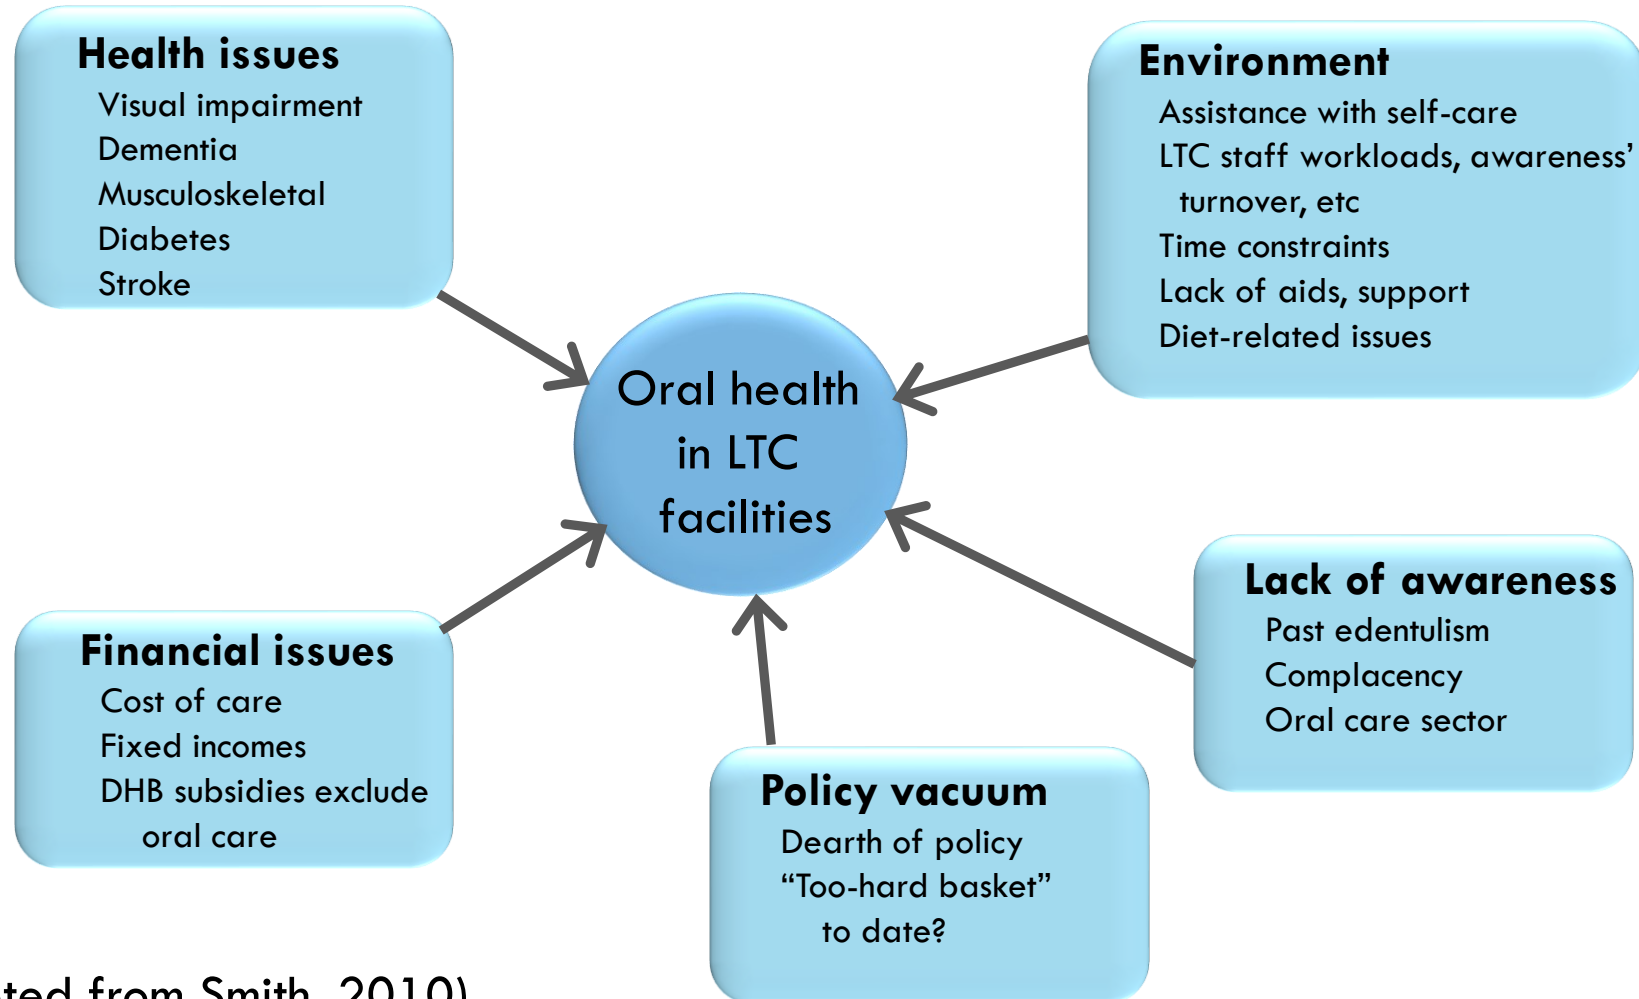 Health issues
Visual impairment
Dementia
Musculoskeletal
Diabetes
Stroke
Environment
Assistance with self-care
LTC staff workloads, awareness’
turnover, etc
Time constraints
Lack of aids, support
Diet-related issues
Oral health
in LTC
facilities
Lack of awareness
Past edentulism
Complacency
Oral care sector
Financial issues
Cost of care
Fixed incomes
DHB subsidies exclude
oral care
Policy vacuum
Dearth of policy
“Too-hard basket”
to date?
from Smith, 2010)